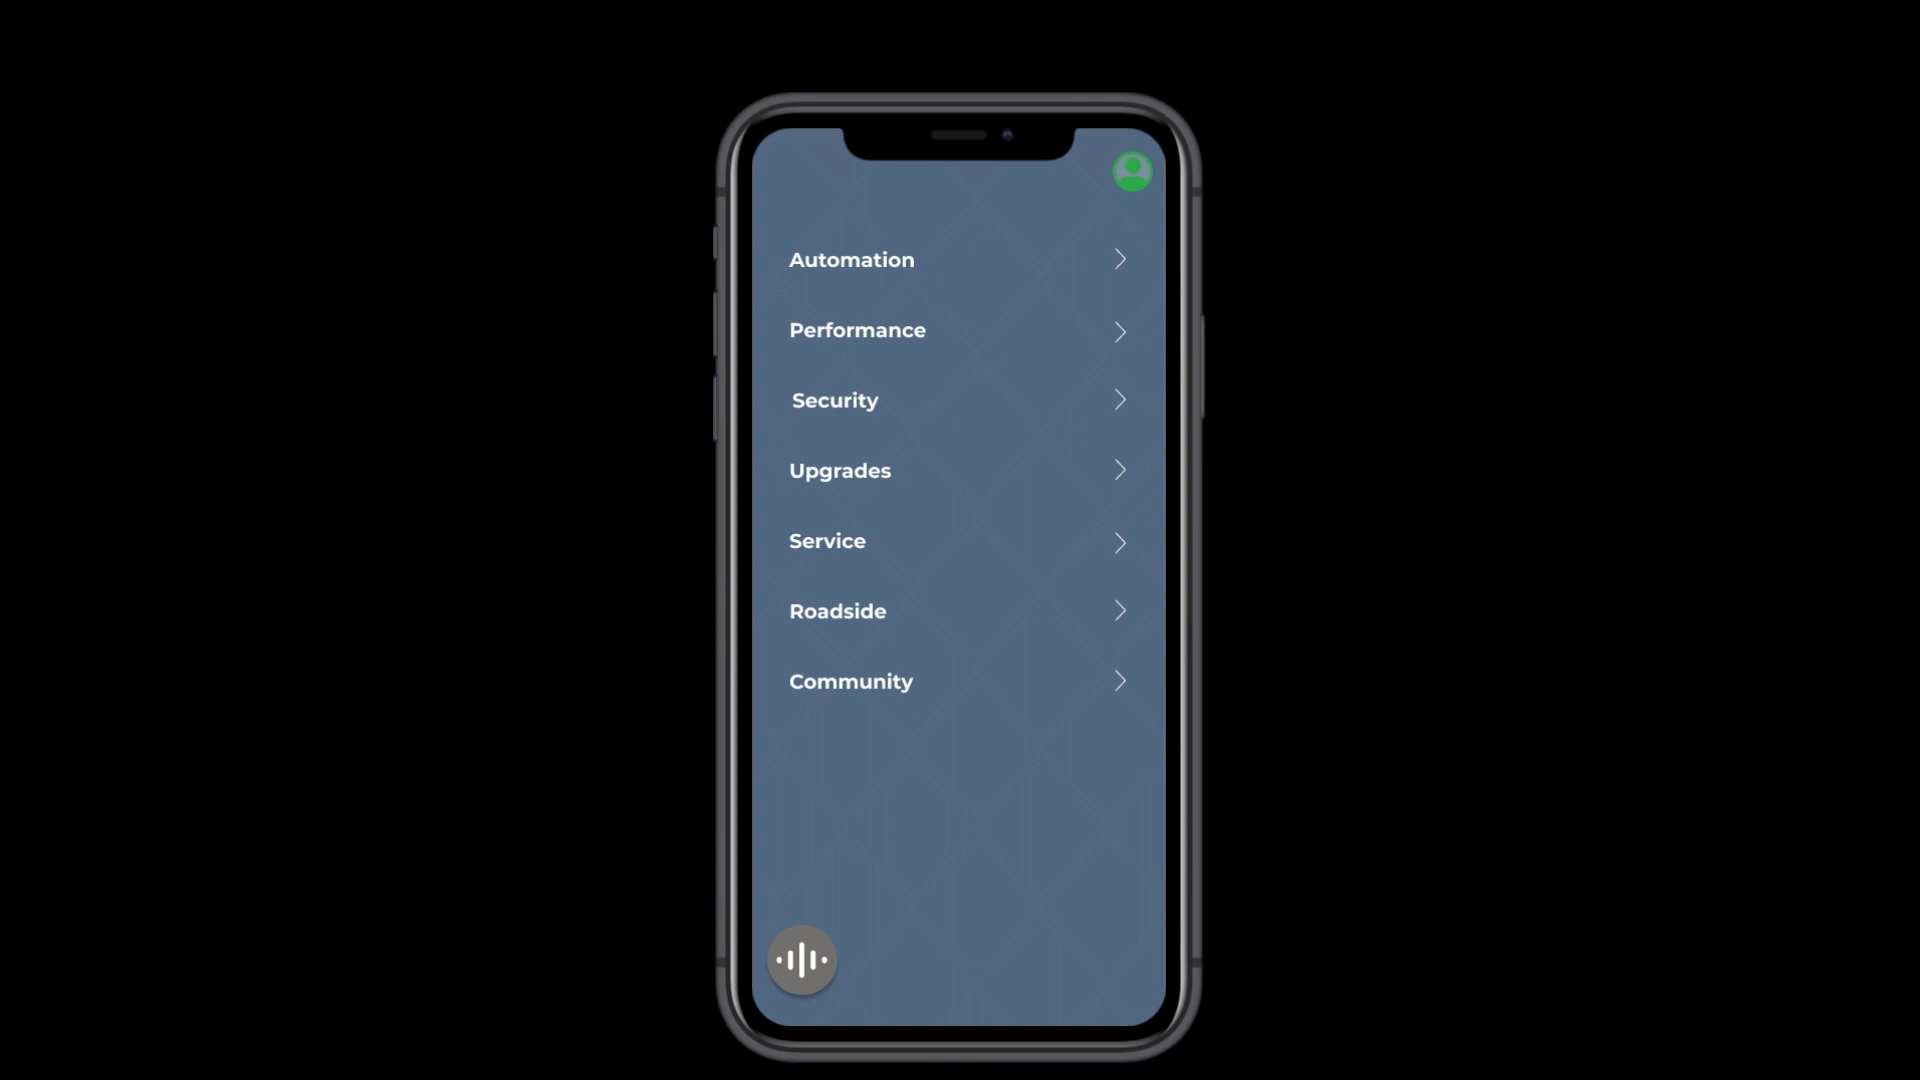 Automation
Performance
Security
Upgrades
Service
Roadside
Community